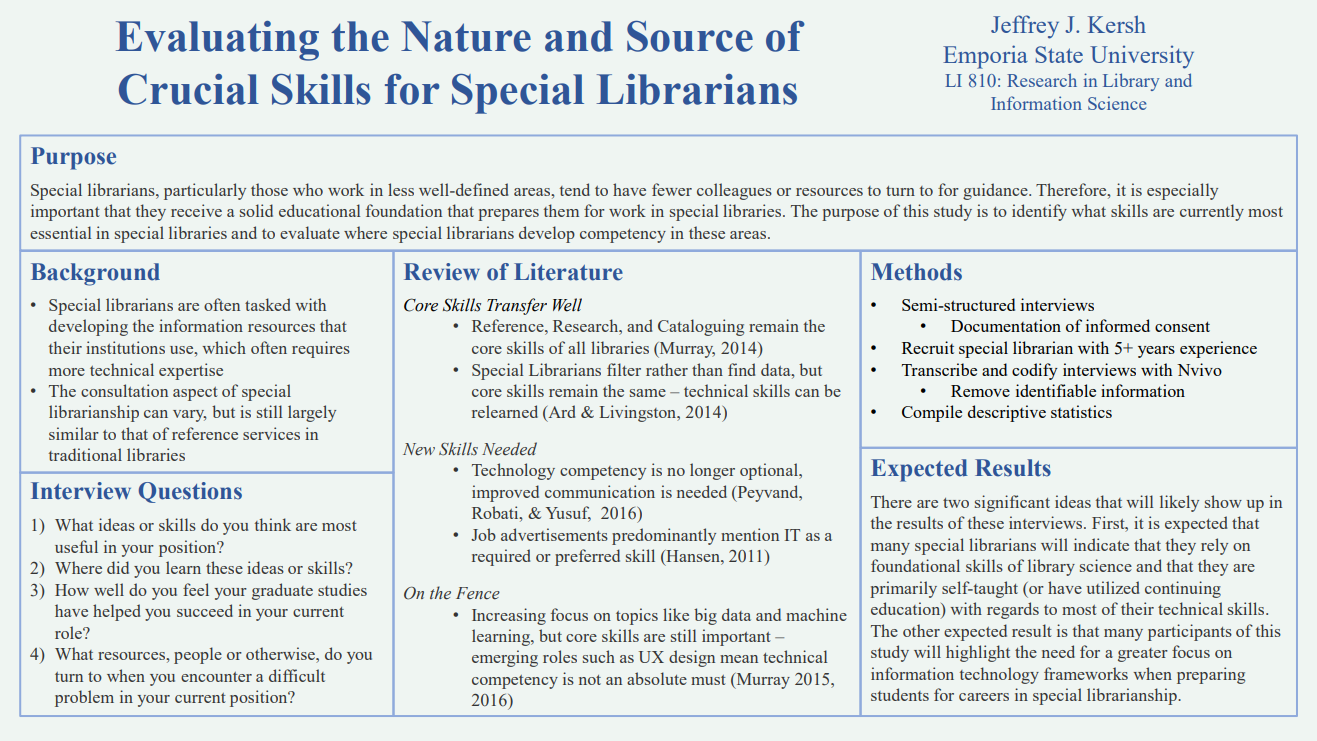 Evaluating the Nature and Source of
Crucial Skills for Special Librarians
Jeffrey J. Kersh
Emporia State University
LI 810: Research in Library and
Information Science
Purpose
Special librarians, particularly those who work in less well-defined areas, tend to have fewer colleagues or resources to turn to for guidance. Therefore, it is especially
important that they receive a solid educational foundation that prepares them for work in special libraries. The purpose of this study is to identify what skills are currently most
essential in special libraries and to evaluate where special librarians develop competency in these areas.
Background
• Special librarians are often tasked with
developing the information resources that
their institutions use, which often requires
more technical expertise
• The consultation aspect of special
librarianship can vary, but is still largely
similar to that of reference services in
traditional libraries
Interview Questions
1) What ideas or skills do you think are most
useful in your position?
2) Where did you learn these ideas or skills?
3) How well do you feel your graduate studies
have helped you succeed in your current
role?
4) What resources, people or otherwise, do you
turn to when you encounter a difficult
problem in your current position?
Review of Literature
Core Skills Transfer Well
• Reference, Research, and Cataloguing remain the
core skills of all libraries (Murray, 2014)
• Special Librarians filter rather than find data, but
core skills remain the same – technical skills can be
relearned (Ard & Livingston, 2014)
New Skills Needed
• Technology competency is no longer optional,
improved communication is needed (Peyvand,
Robati, & Yusuf, 2016)
• Job advertisements predominantly mention IT as a
required or preferred skill (Hansen, 2011)
On the Fence
• Increasing focus on topics like big data and machine
learning, but core skills are still important –
emerging roles such as UX design mean technical
competency is not an absolute must (Murray 2015,
2016)
Methods
• Semi-structured interviews
• Documentation of informed consent
• Recruit special librarian with 5+ years experience
• Transcribe and codify interviews with Nvivo
• Remove identifiable information
• Compile descriptive statistics
Expected Results
There are two significant ideas that will likely show up in
the results of these interviews. First, it is expected that
many special librarians will indicate that they rely on
foundational skills of library science and that they are
primarily self-taught (or have utilized continuing
education) with regards to most of their technical skills.
The other expected result is that many participants of this
study will highlight the need for a greater focus on
information technology frameworks when preparing
students for careers in special librarianship.